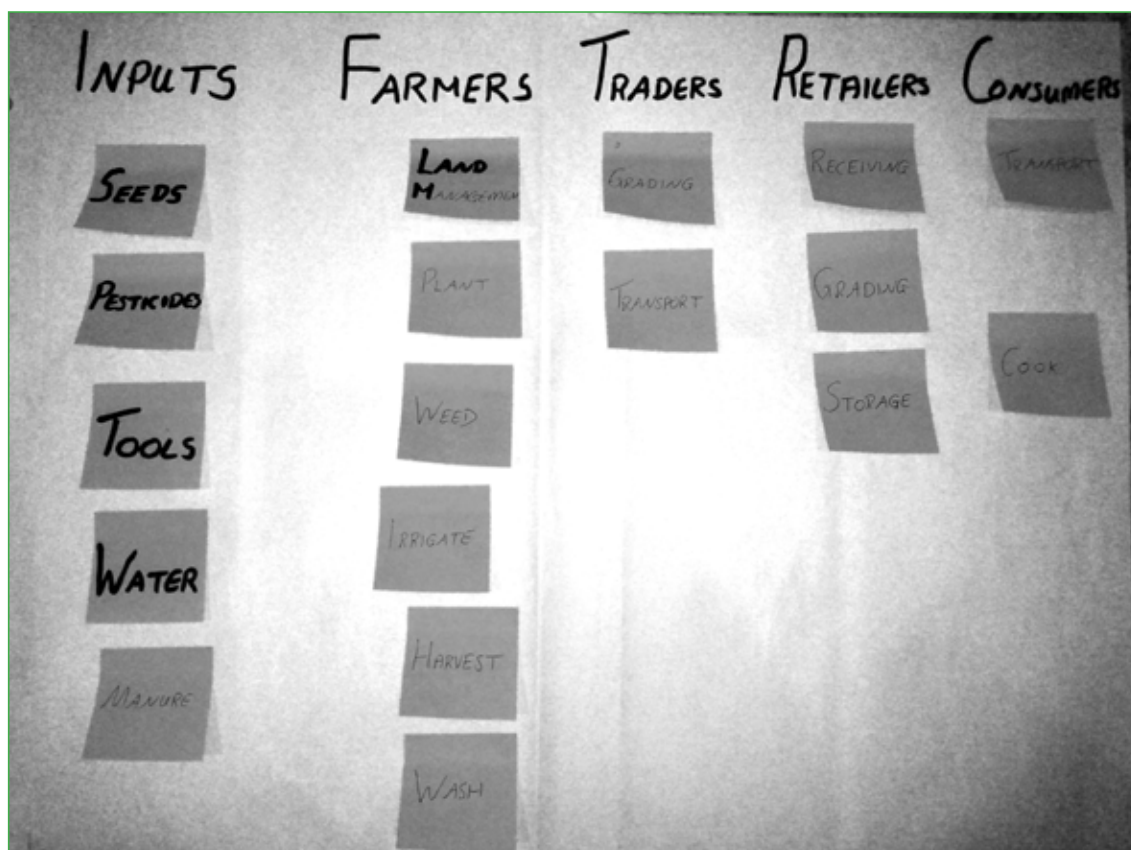 INPUTS FARMERS TRADERS RETAILERS CONSUMERS
SEEDS
PESTICIDES
TOOLS
WATER
MANURE
LAND
MANAGEMEN
PLANT
WEED
IRRIGATE
HARVEST
WASH
GRADING
TRANSPORT
RECEIVING
GRADING
STORAGE
TRANSPORT
COOK